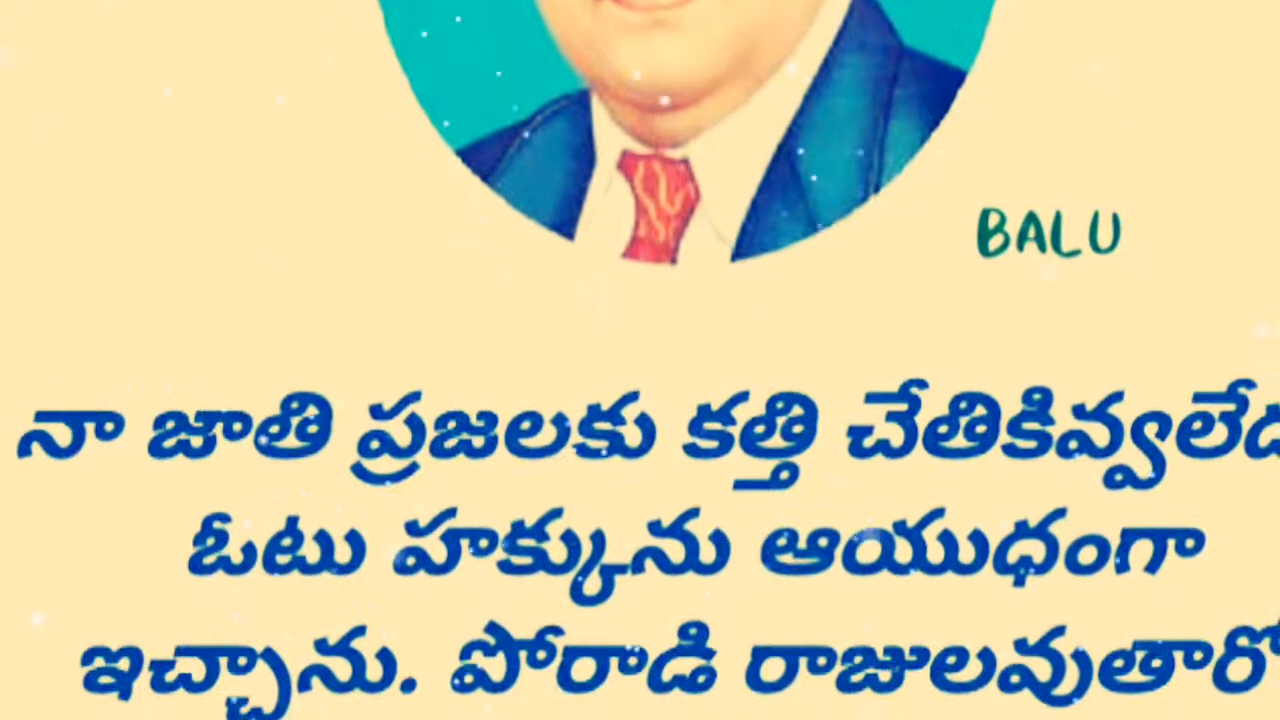 BALU
నా జాతి ప్రజలకు కత్తి చేతికివ్వలేదు
ఓటు హక్కును ఆయుధంగా
ఇచ్చాను. పోరాడి రాజులవుతారో